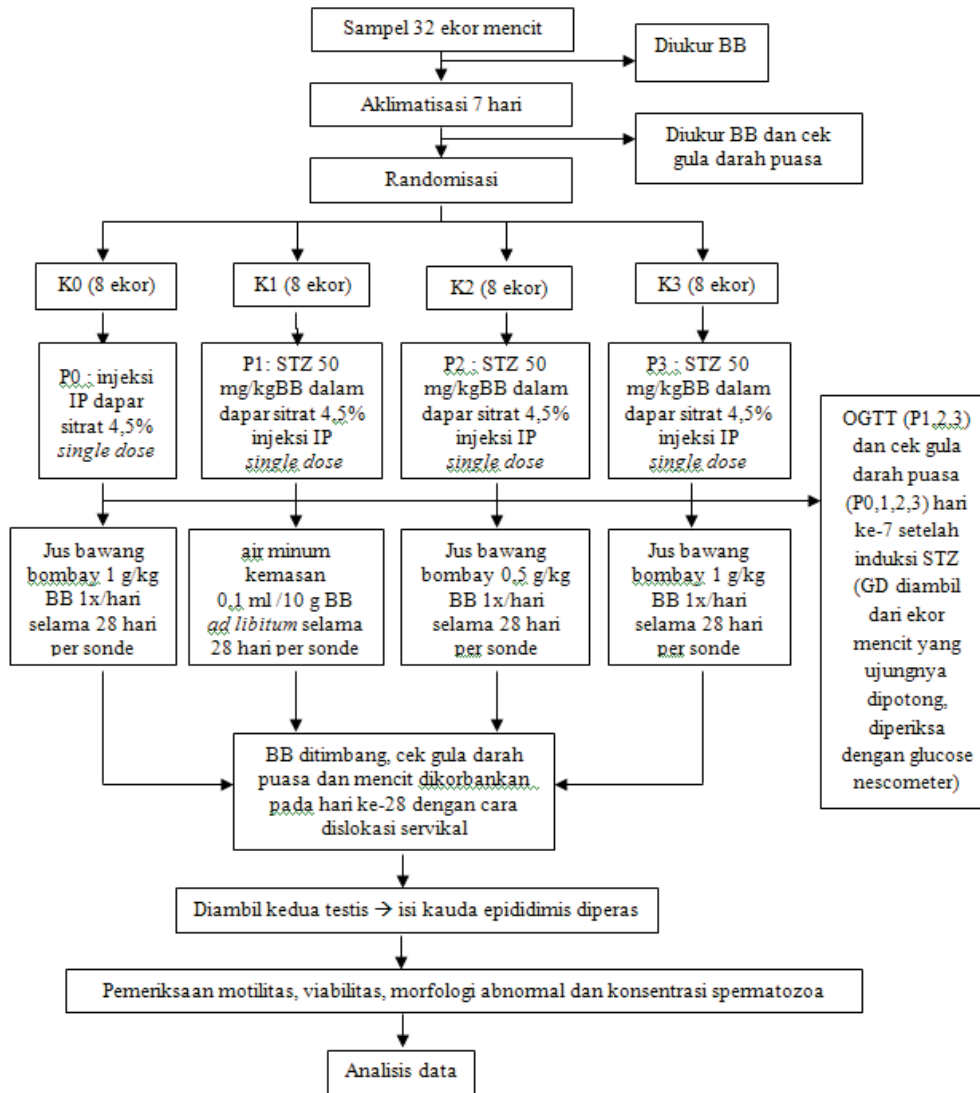 Sampel 32 ekor mencit
Diukur BB
Aklimatisasi 7 hari
Diukur BB dan cek
gula darah puasa
Randomisasi
K0 (8 ekor)
K1 (8 ekor)
K2 (8 ekor)
K3 (8 ekor)
P0 : injeksi
IP dapar
sitrat 4,5%
single dose
P1: STZ 50
mg/kgBB dalam
dapar sitrat 4,5%
injeksi IP
single dose
P2 : STZ 50
mg/kgBB dalam
dapar sitrat 4,5%
injeksi IP
single dose
P3 : STZ 50
mg/kgBB dalam
dapar sitrat 4,5%
injeksi IP
single dose
OGTT (P1,2,3)
dan cek gula
darah puasa
(P0,1,2,3) hari
ke-7 setelah
induksi STZ
(GD diambil
dari ekor
mencit yang
ujungnya
dipotong,
diperiksa
dengan glucose
nescometer)
Jus bawang
bombay 1 g/kg
BB 1x/hari
selama 28 hari
per sonde
air minum
kemasan
0,1 ml /10 g BB
ad libitum selama
28 hari per sonde
Jus bawang
bombay 0,5 g/kg
BB 1x/hari
selama 28 hari
per sonde
Jus bawang
bombay 1 g/kg
BB 1x/hari
selama 28 hari
per sonde
BB ditimbang, cek gula darah
puasa dan mencit dikorbankan
pada hari ke-28 dengan cara
dislokasi servikal
Diambil kedua testis → isi kauda epididimis diperas
Pemeriksaan motilitas, viabilitas, morfologi abnormal dan konsentrasi spermatozoa
Analisis data